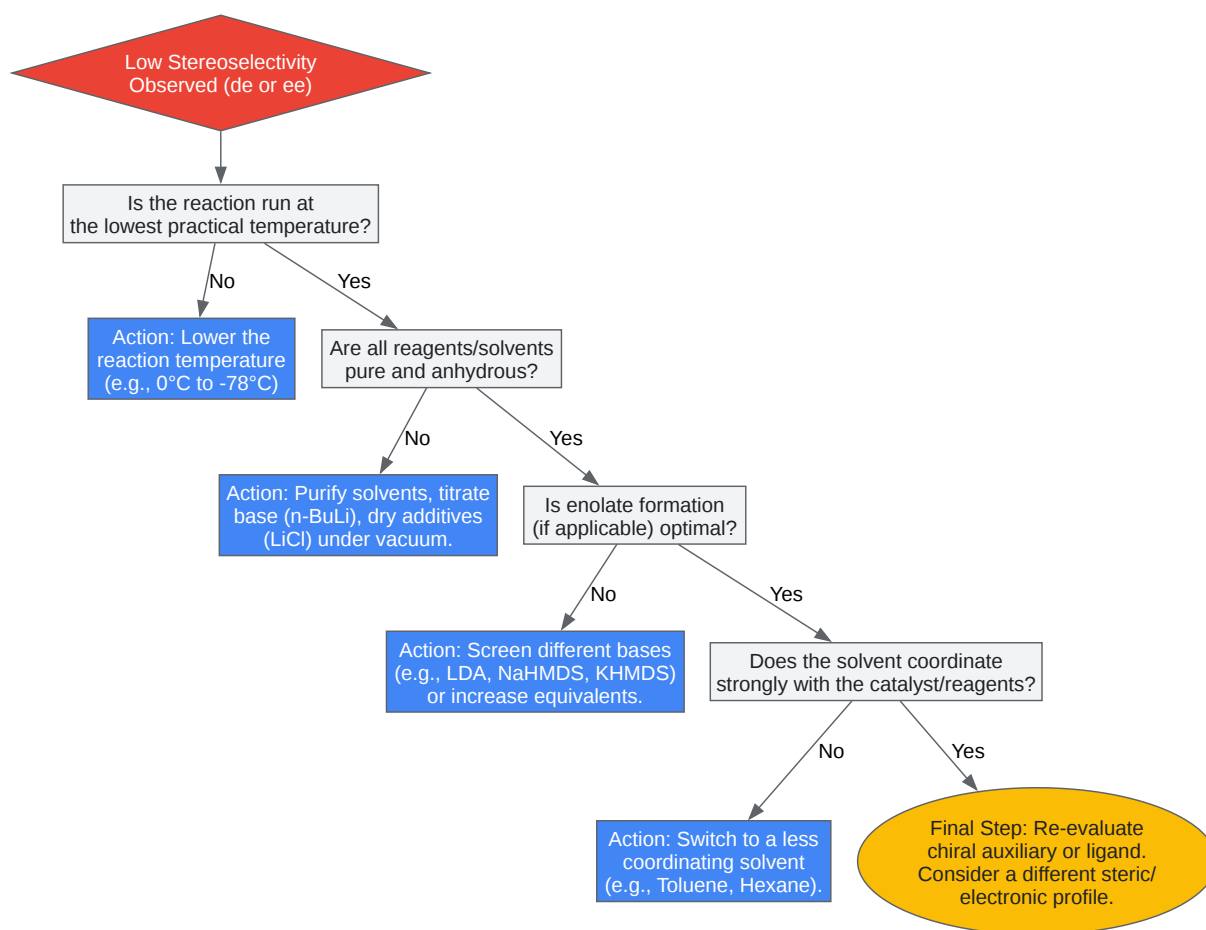 Low Stereoselectivity
Observed (de or ee)
Is the reaction run at
the lowest practical temperature?
No
Yes
Action: Lower the
reaction temperature
(e.g., 0°C to -78°C)
Are all reagents/solvents
pure and anhydrous?
No
Yes
Action: Purify solvents, titrate
base (n-BuLi), dry additives
(LiCl) under vacuum.
Is enolate formation
(if applicable) optimal?
No
Yes
Action: Screen different bases
(e.g., LDA, NaHMDS, KHMDS)
or increase equivalents.
Does the solvent coordinate
strongly with the catalyst/reagents?
No
Yes
Action: Switch to a less
coordinating solvent
(e.g., Toluene, Hexane).
Final Step: Re-evaluate
chiral auxiliary or ligand.
Consider a different steric/
electronic profile.